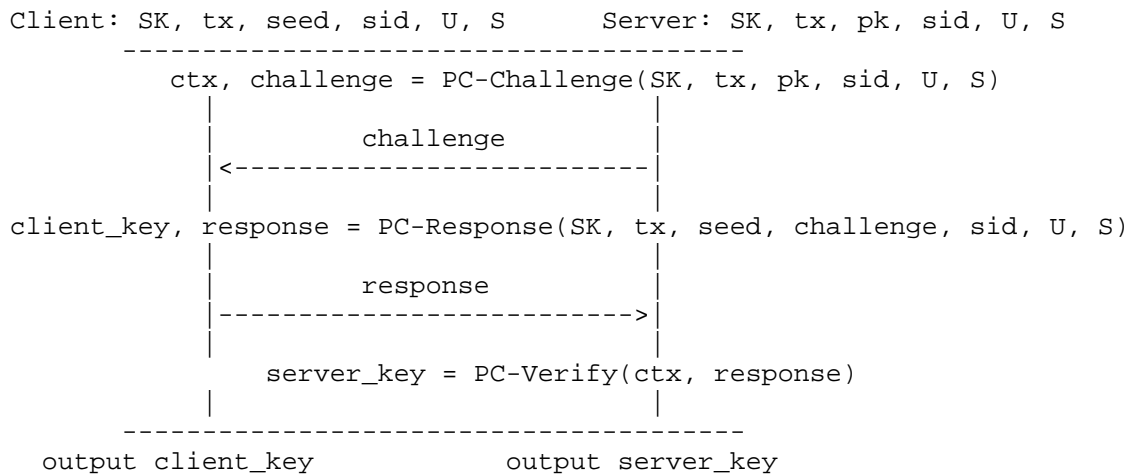 Client: SK, tx, seed, sid, U, S      Server: SK, tx, pk, sid, U, S
---------------------------------------
ctx, challenge = PC-Challenge(SK, tx, pk, sid, U, S)
|                           |
|         challenge         |
|<--------------------------|
|                           |
client_key, response = PC-Response(SK, tx, seed, challenge, sid, U, S)
|                           |
|         response          |
|-------------------------->|
|                           |
server_key = PC-Verify(ctx, response)
|                           |
---------------------------------------
output client_key            output server_key